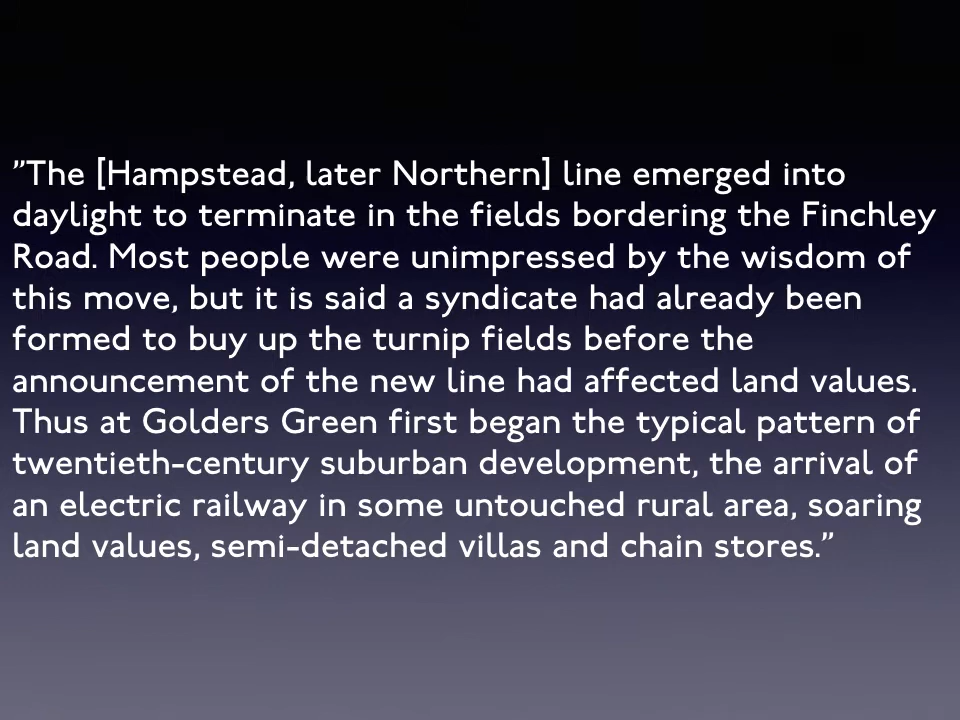 ”The [Hampstead, later Northern] line emerged into
daylight to terminate in the fields bordering the Finchley
Road. Most people were unimpressed by the wisdom of
this move, but it is said a syndicate had already been
formed to buy up the turnip fields before the
announcement of the new line had affected land values.
Thus at Golders Green first began the typical pattern of
twentieth-century suburban development, the arrival of
an electric railway in some untouched rural area, soaring
land values, semi-detached villas and chain stores.”